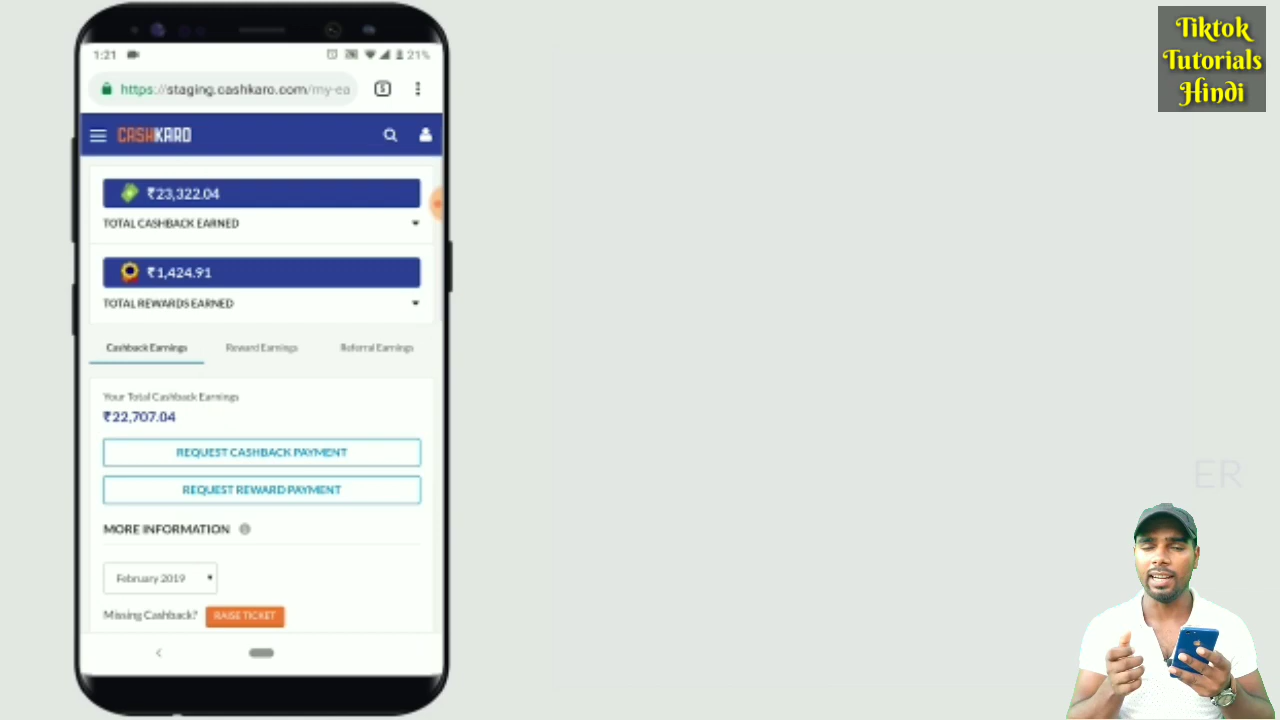 Tiktok
Tutorials
Hindi
1:21
21%
https://staging.cashkaro.com/my-ea
5
CASHKARO
₹23,322.04
TOTAL CASHBACK EARNED
₹1,424.91
TOTAL REWARDS EARNED
Cashback Earnings Reward Earnings Referral Earnings
Your Total Cashback Earnings
₹22,707.04
REQUEST CASHBACK PAYMENT
REQUEST REWARD PAYMENT
MORE INFORMATION
February 2019
Missing Cashback? RAISE TICKET
ER